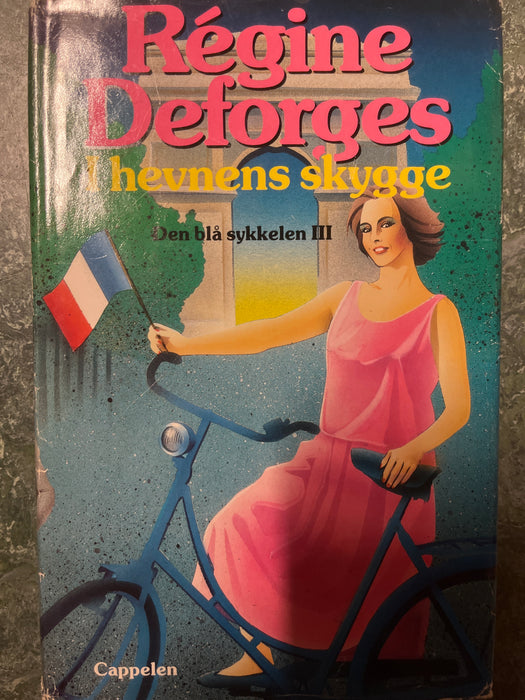 Régine
Deforges
I hevnens skygge
Den blå sykkelen III
Cappelen